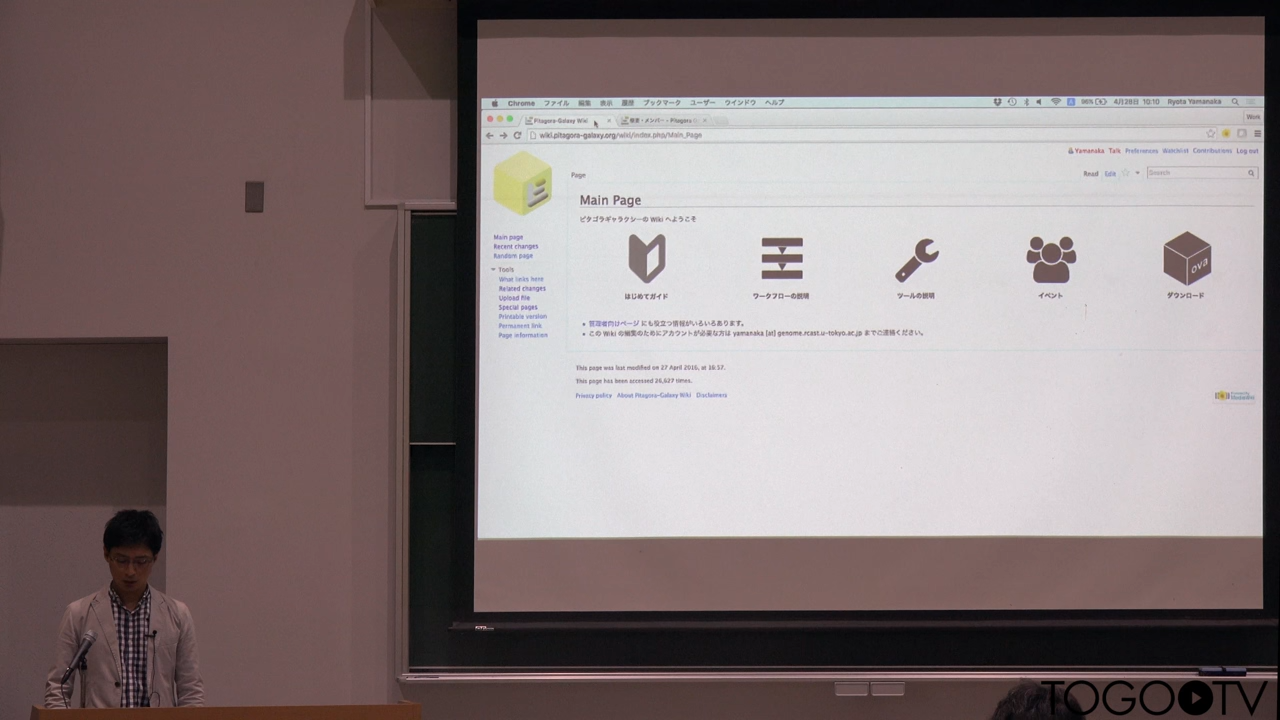 Chrome ファイル 編集 表示 履歴 ブックマーク ユーザー ウインドウ ヘルプ 96% 4月28日 10:10 Ryota Yamanaka
Pitagora-Galaxy Wiki
wiki.pitagora-galaxy.org/wiki/index.php/Main_Page
Yamanaka Talk Preferences Watchlist Contributions Log out
Page Read Edit Search
Main Page
ピタゴラギャラクシーの Wiki へようこそ
Main page
Recent changes
Random page
Tools
What links here
Related changes
Upload file
Special pages
Printable version
Permanent link
Page information
ova
はじめてガイド ワークフローの説明 ツールの説明 イベント ダウンロード
管理者向けページ にも役立つ情報がいろいろあります。
この Wiki の編集のためにアカウントが必要な方は yamanaka [at] genome.rcast.u-tokyo.ac.jp までご連絡ください。
This page was last modified on 27 April 2016, at 16:57.
This page has been accessed 26,627 times.
Privacy policy About Pitagora-Galaxy Wiki Disclaimers
TOGO TV